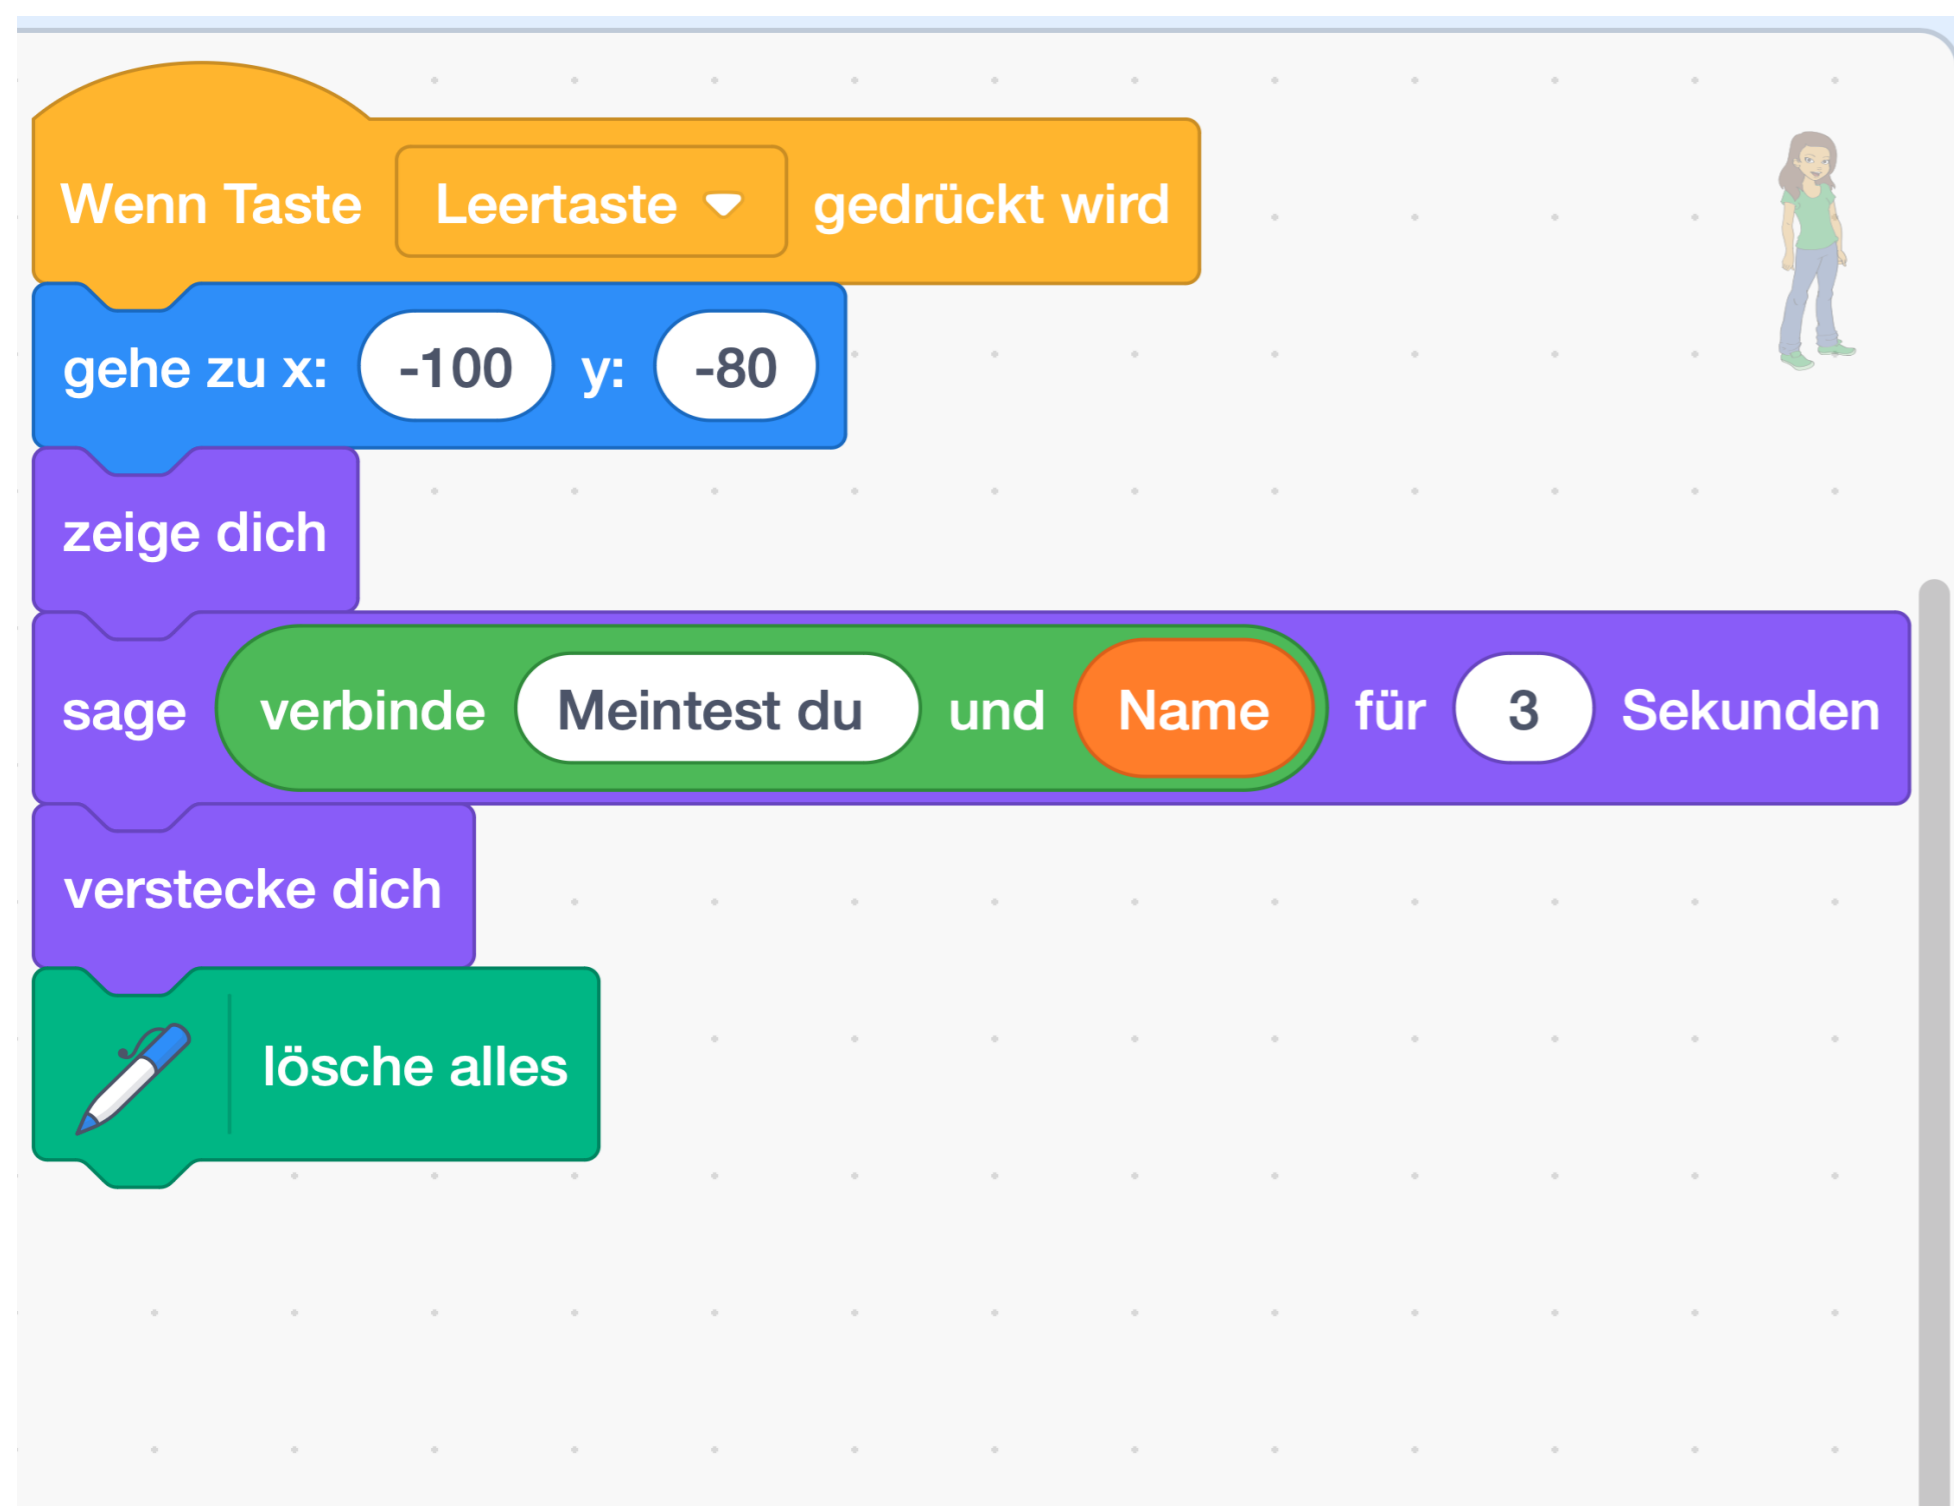 Wenn Taste Leertaste gedrückt wird
gehe zu x: -100 y: -80
zeige dich
sage verbinde Meintest du und Name für 3 Sekunden
verstecke dich
lösche alles